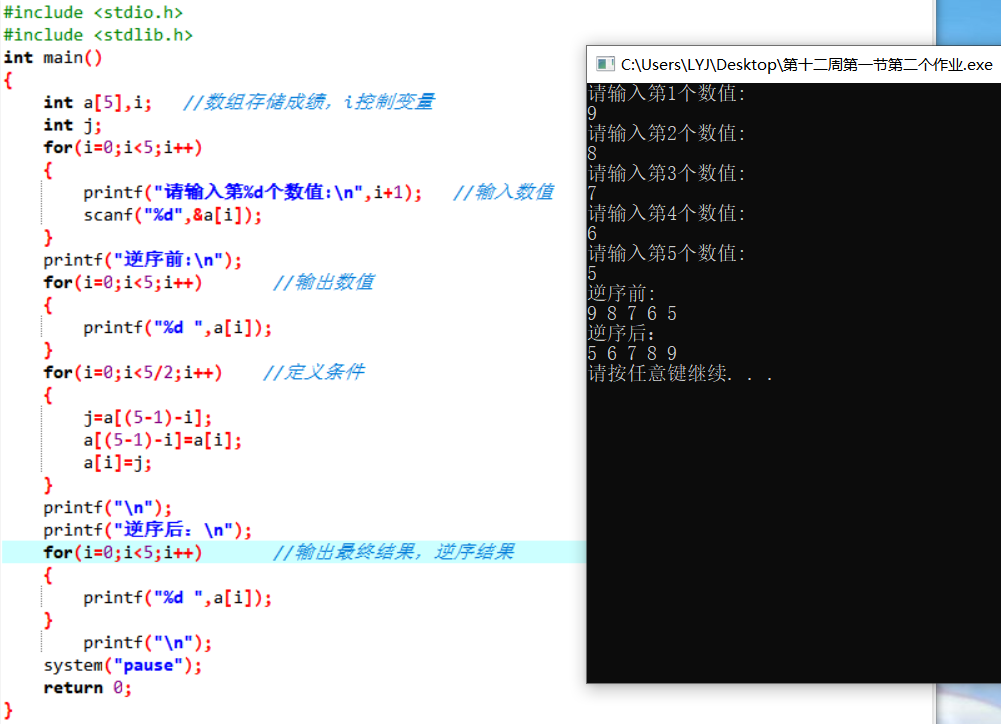 #include <stdio.h>
#include <stdlib.h>
int main()
{
    int a[5],i;   //数组存储成绩，i控制变量
    int j;
    for(i=0;i<5;i++)
    {
        printf("请输入第%d个数值:\n",i+1);   //输入数值
        scanf("%d",&a[i]);
    }
    printf("逆序前:\n");
    for(i=0;i<5;i++)       //输出数值
    {
        printf("%d ",a[i]);
    }
    for(i=0;i<5/2;i++)    //定义条件
    {
        j=a[(5-1)-i];
        a[(5-1)-i]=a[i];
        a[i]=j;
    }
    printf("\n");
    printf("逆序后：\n");
    for(i=0;i<5;i++)       //输出最终结果，逆序结果
    {
        printf("%d ",a[i]);
    }
        printf("\n");
    system("pause");
    return 0;
}
C:\Users\LYJ\Desktop\第十二周第一节第二个作业.exe
请输入第1个数值:
9
请输入第2个数值:
8
请输入第3个数值:
7
请输入第4个数值:
6
请输入第5个数值:
5
逆序前:
9 8 7 6 5
逆序后：
5 6 7 8 9
请按任意键继续. . .